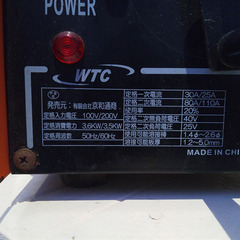 POWER
WTC
発売元:有限会社京和通商
定格入力電圧 100V/200V
定格消費電力 3.6KW/3.5KW
定格周波数 50Hz/60Hz
定格一次電流 30A/25A
定格二次電流 80A/110A
使用率 20%
定格二次無負荷電圧 40V
定格二次負荷電圧 25V
使用可能溶接棒 1.4φ~2.6φ
溶接可能板厚 1.2~5.0mm
MADE IN CHI